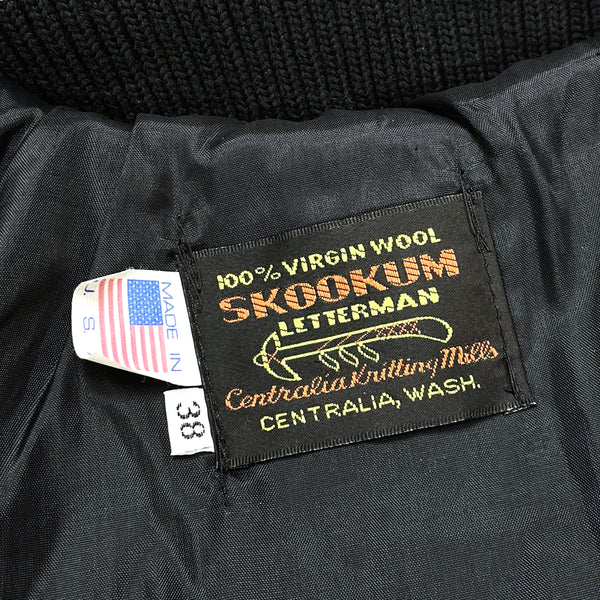 100% VIRGIN WOOL
SKOOKUM
LETTERMAN
Centralia Knitting Mills
CENTRALIA, WASH.
MADE IN
U.S.
38